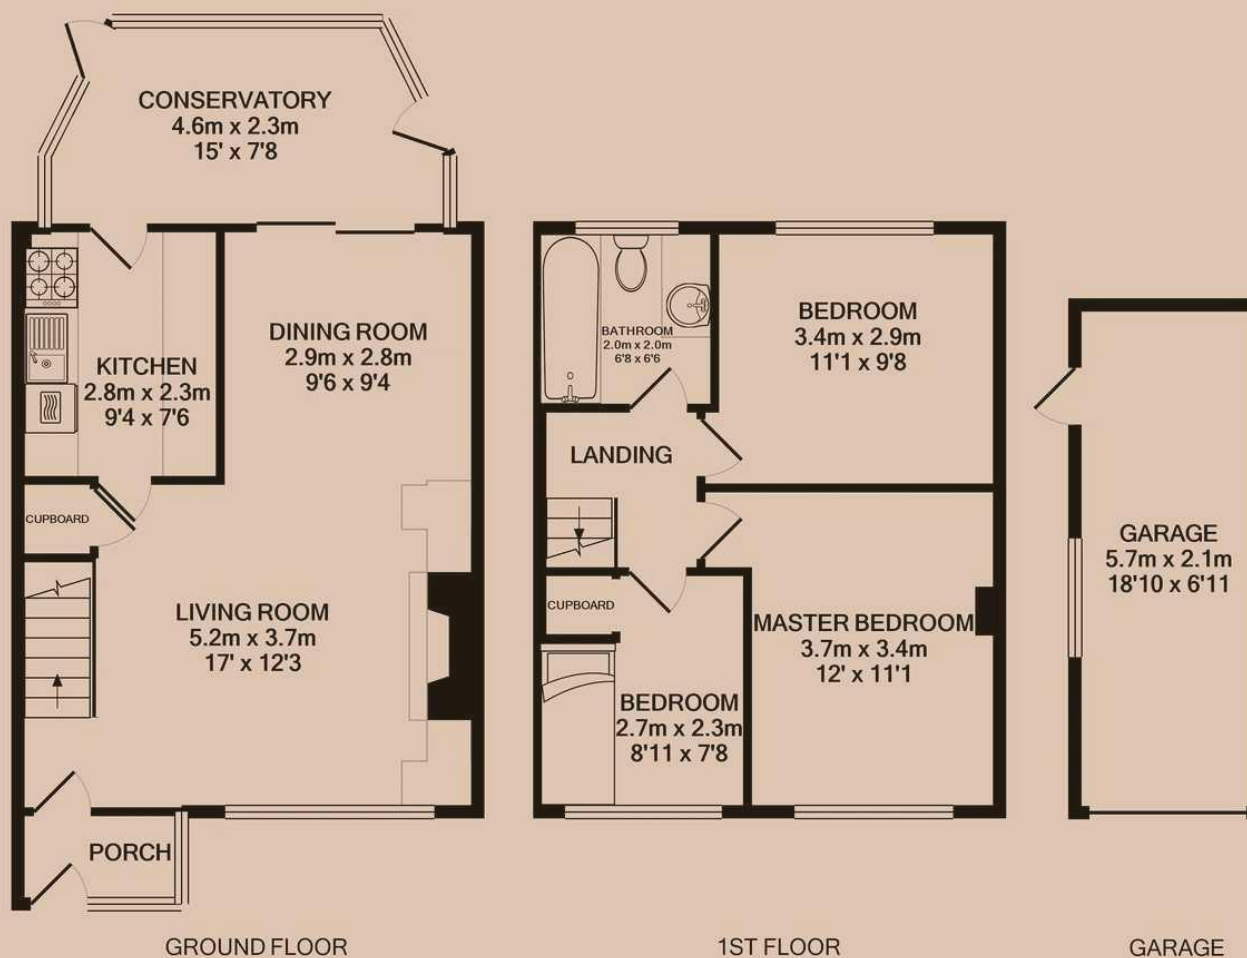 CONSERVATORY
4.6m x 2.3m
15' x 7'8
DINING ROOM
2.9m x 2.8m
9'6 x 9'4
KITCHEN
2.8m x 2.3m
9'4 x 7'6
CUPBOARD
LIVING ROOM
5.2m x 3.7m
17' x 12'3
PORCH
GROUND FLOOR
BATHROOM
2.0m x 2.0m
6'8 x 6'6
BEDROOM
3.4m x 2.9m
11'1 x 9'8
LANDING
CUPBOARD
MASTER BEDROOM
3.7m x 3.4m
12' x 11'1
BEDROOM
2.7m x 2.3m
8'11 x 7'8
1ST FLOOR
GARAGE
5.7m x 2.1m
18'10 x 6'11
GARAGE